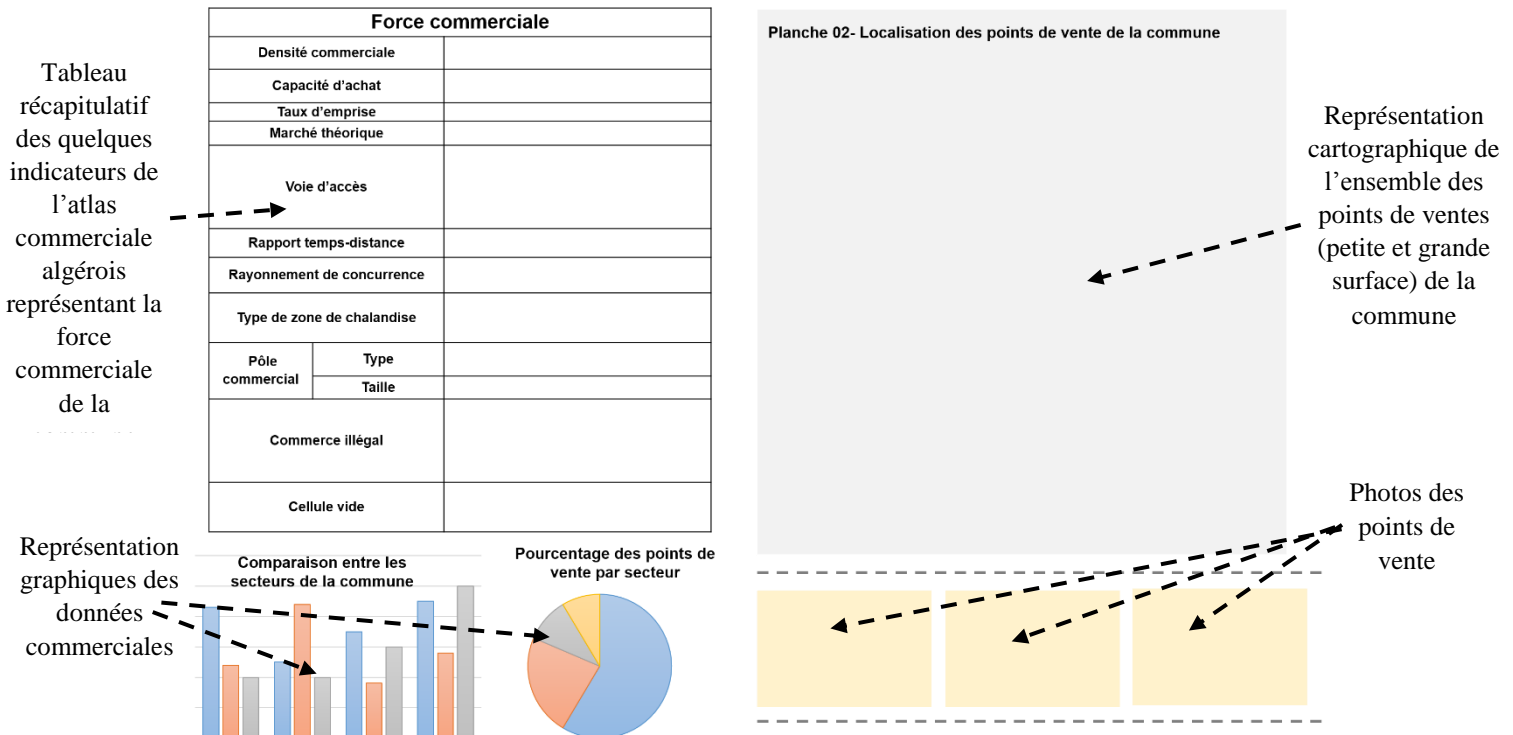 Tableau
récapitulatif
des quelques
indicateurs de
l'atlas
commerciale
algérois
représentant la
force
commerciale
de la
Force commerciale
Densité commerciale
Capacité d'achat
Taux d'emprise
Marché théorique
Voie d'accès
Rapport temps-distance
Rayonnement de concurrence
Type de zone de chalandise
Pôle
commercial
Type
Taille
Commerce illégal
Cellule vide
Représentation
graphiques des
données
commerciales
Comparaison entre les
secteurs de la commune
Pourcentage des points de
vente par secteur
Planche 02- Localisation des points de vente de la commune
Représentation
cartographique de
l'ensemble des
points de ventes
(petite et grande
surface) de la
commune
Photos des
points de
vente